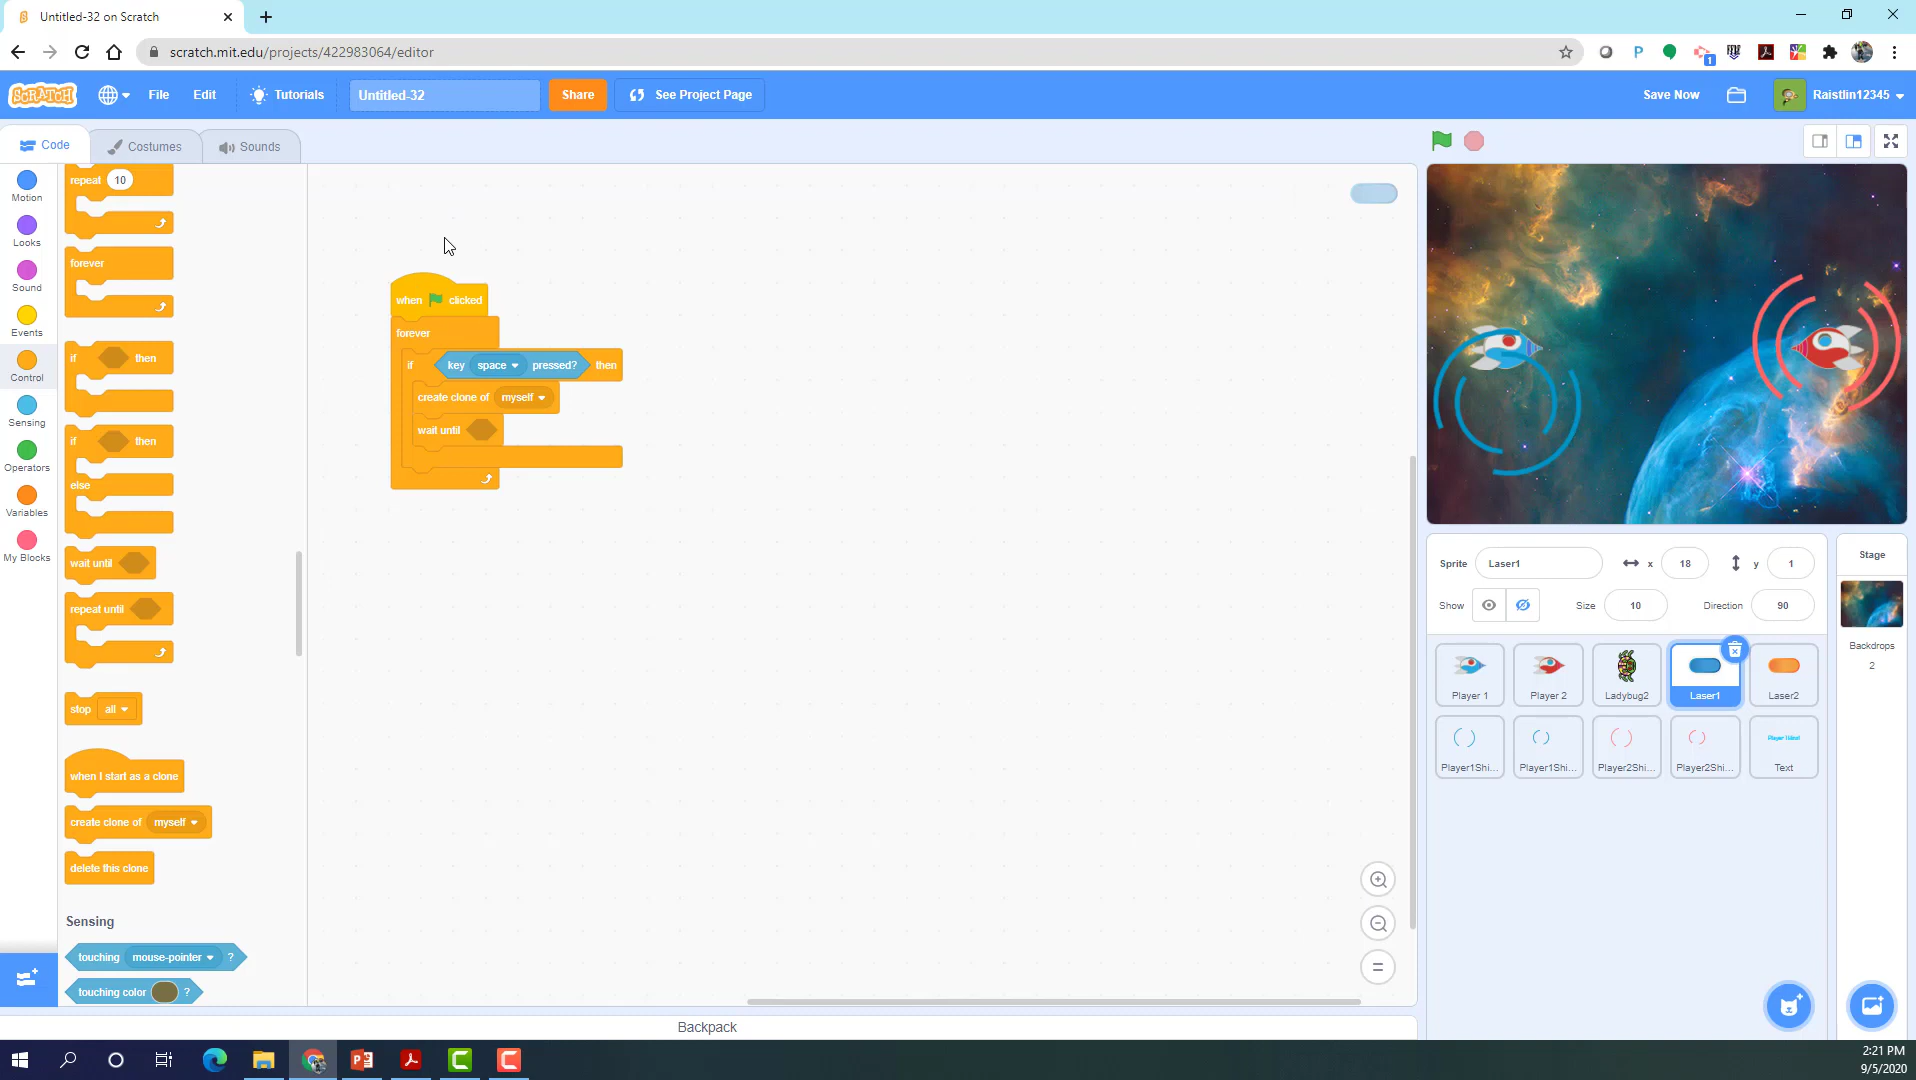 Untitled-32 on Scratch
scratch.mit.edu/projects/422983064/editor
1
SCRATCH
File
Edit
Tutorials
Untitled-32
Share
See Project Page
Save Now
Raistlin12345
Code
Costumes
Sounds
Motion
Looks
Sound
Events
Control
Sensing
Operators
Variables
My Blocks
repeat 10
forever
if then
if then
else
wait until
repeat until
stop all
when I start as a clone
create clone of myself
delete this clone
Sensing
touching mouse-pointer ?
touching color ?
when clicked
forever
if key space pressed? then
create clone of myself
wait until
Backpack
Sprite Laser1 x 18 y 1
Show Size 10 Direction 90
Player 1
Player 2
Ladybug2
Laser1
Laser2
Player1Shi...
Player1Shi...
Player2Shi...
Player2Shi...
Text
Stage
Backdrops
2
2:21 PM
9/5/2020